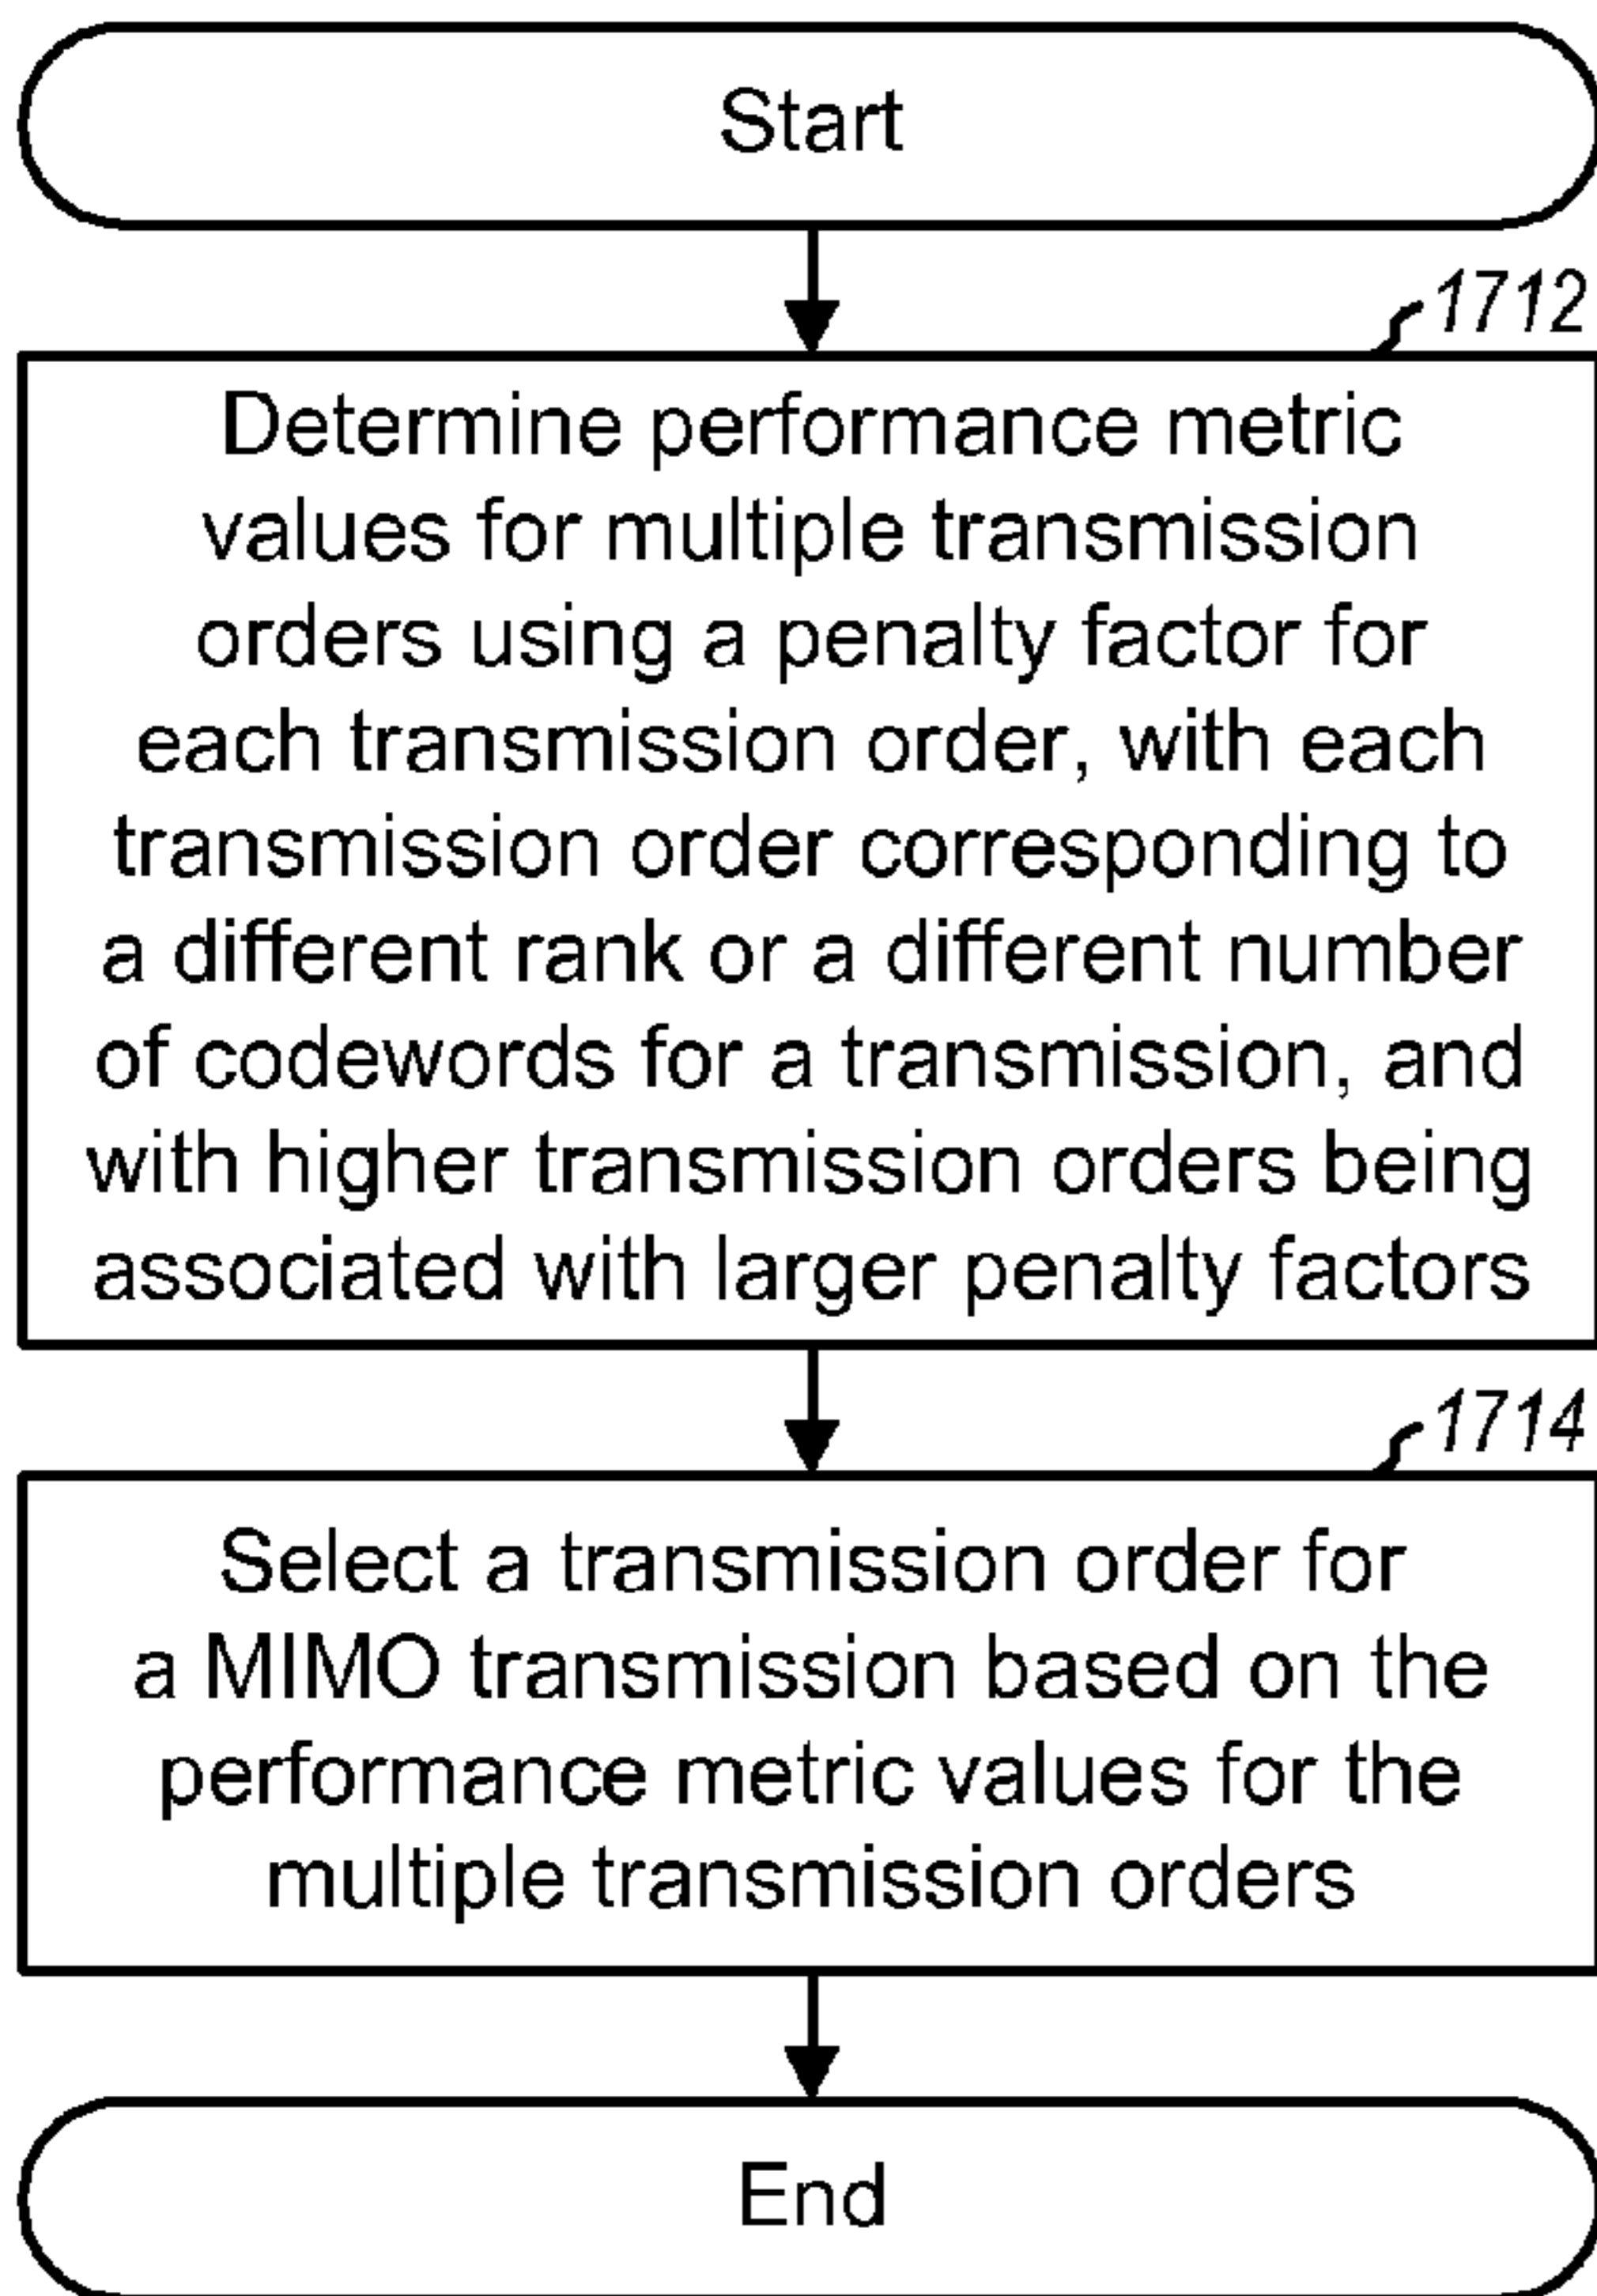 Start
1712
Determine performance metric
values for multiple transmission
orders using a penalty factor for
each transmission order, with each
transmission order corresponding to
a different rank or a different number
of codewords for a transmission, and
with higher transmission orders being
associated with larger penalty factors
1714
Select a transmission order for
a MIMO transmission based on the
performance metric values for the
multiple transmission orders
End